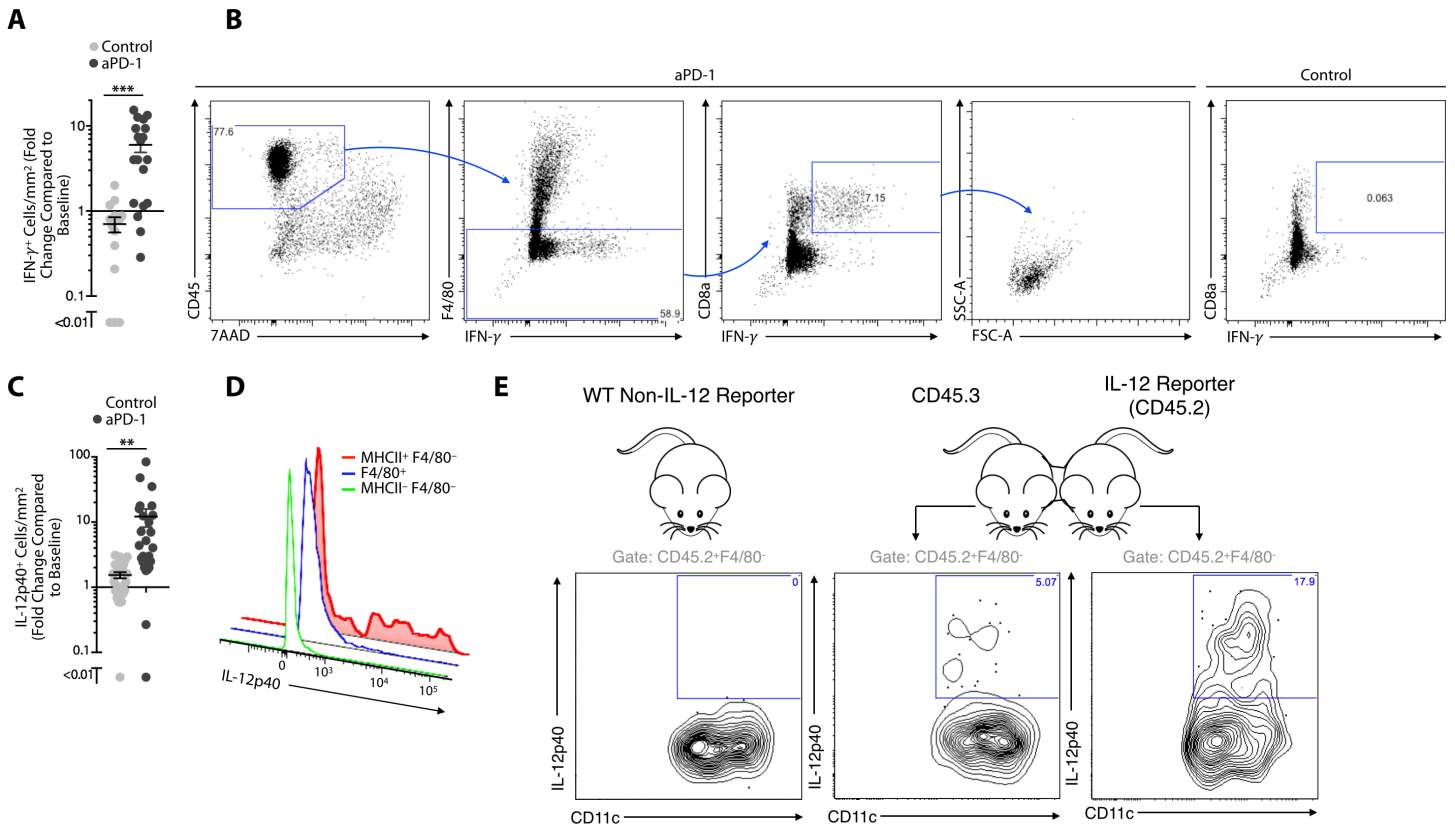 A
Control
aPD-1
***
IFN-γ⁺ Cells/mm² (Fold
Change Compared to
Baseline)
10
1
0.1
<0.01
B
aPD-1
Control
77.6
CD45
7AAD
F4/80
58.9
IFN-γ
7.15
CD8a
IFN-γ
SSC-A
FSC-A
0.063
CD8a
IFN-γ
C
Control
aPD-1
**
IL-12p40⁺ Cells/mm²
(Fold Change Compared
to Baseline)
100
10
1
0.1
<0.01
D
MHCII⁺ F4/80⁻
F4/80⁺
MHCII⁻ F4/80⁻
0
10³
10⁴
10⁵
IL-12p40
E
WT Non-IL-12 Reporter
CD45.3
IL-12 Reporter
(CD45.2)
Gate: CD45.2⁺F4/80⁻
Gate: CD45.2⁺F4/80⁻
Gate: CD45.2⁺F4/80⁻
0
5.07
17.9
IL-12p40
IL-12p40
IL-12p40
CD11c
CD11c
CD11c